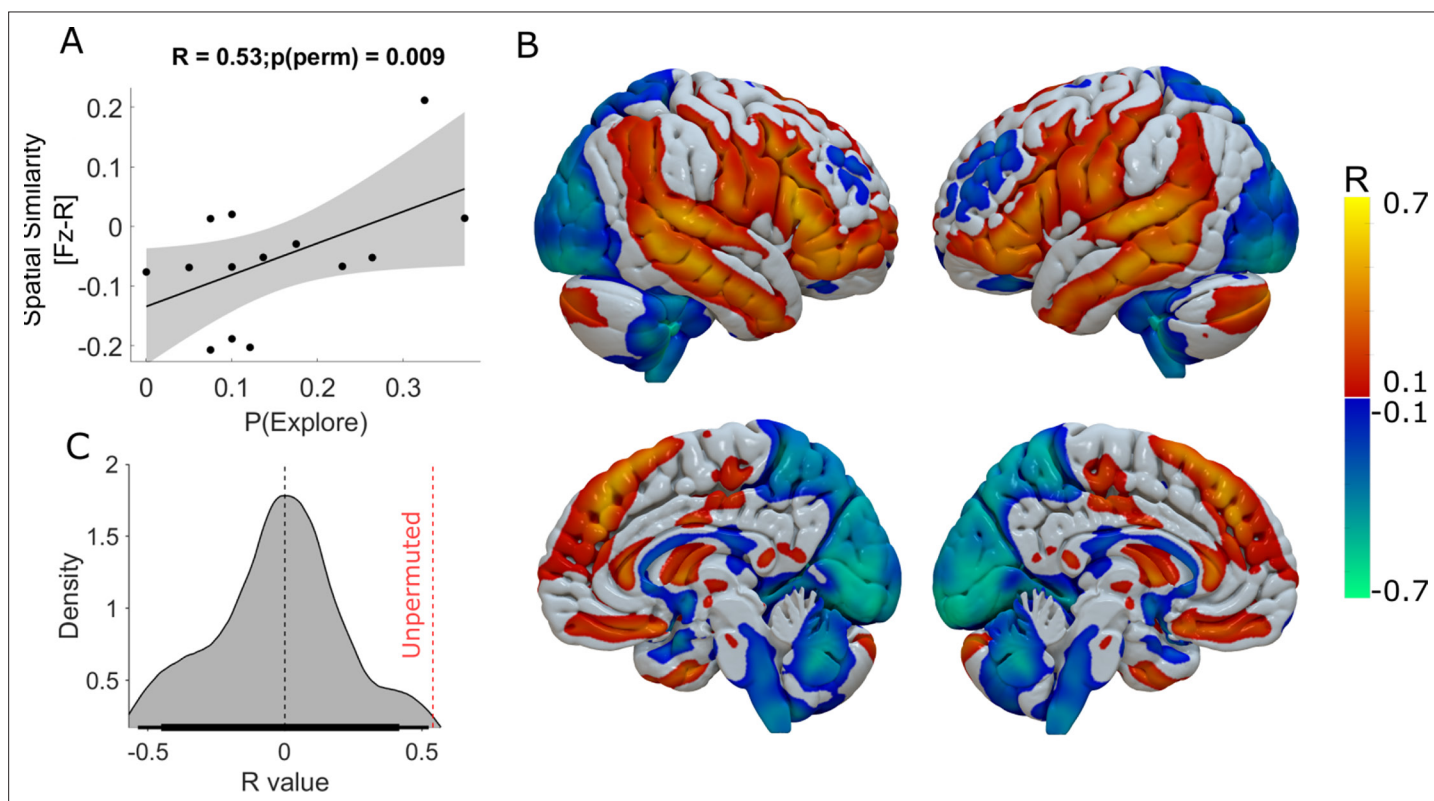 A
R = 0.53;p(perm) = 0.009
Spatial Similarity
[Fz-R]
0.2
0.1
0
-0.1
-0.2
0 0.1 0.2 0.3
P(Explore)
B
R
0.7
0.1
-0.1
-0.7
C
Density
2
1.5
1
0.5
Unpermuted
-0.5 0 0.5
R value